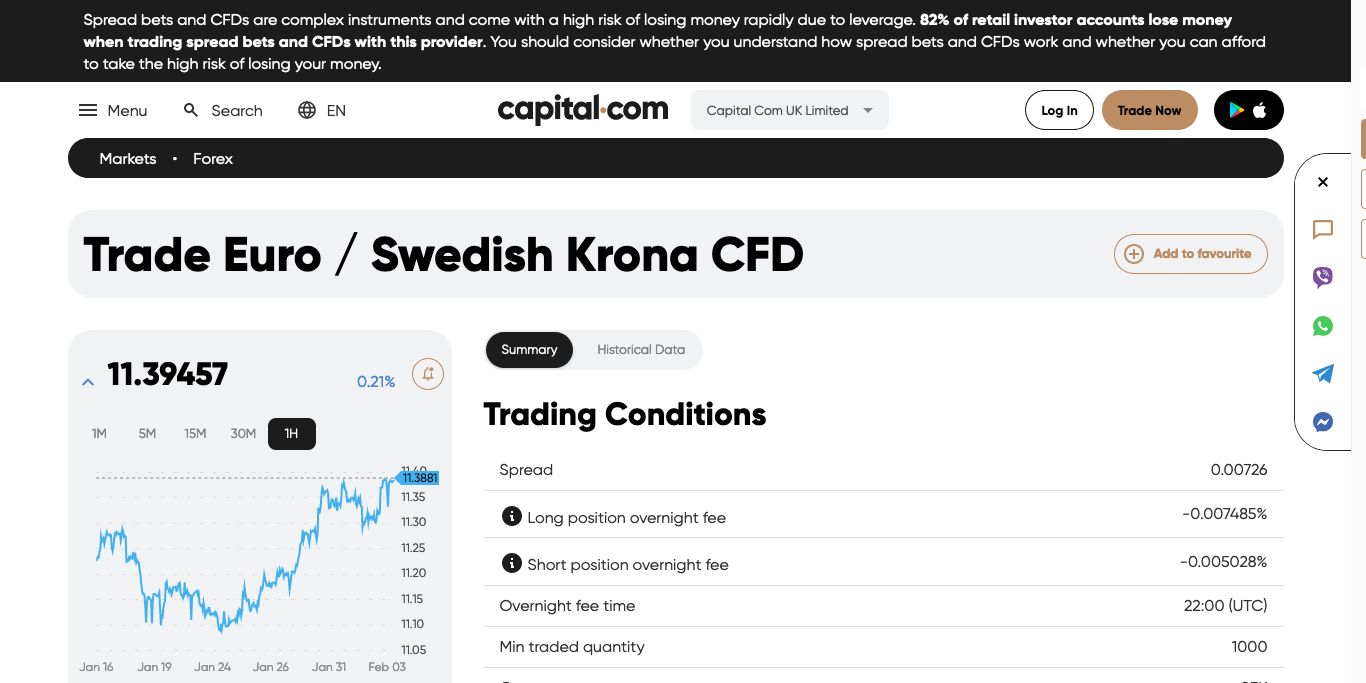 Spread bets and CFDs are complex instruments and come with a high risk of losing money rapidly due to leverage. 82% of retail investor accounts lose money
when trading spread bets and CFDs with this provider. You should consider whether you understand how spread bets and CFDs work and whether you can afford
to take the high risk of losing your money.
Menu Search EN capital.com Capital Com UK Limited Log In Trade Now
Markets • Forex
Trade Euro / Swedish Krona CFD Add to favourite
11.39457 0.21%
1M 5M 15M 30M 1H
11.40
11.3881
11.35
11.30
11.25
11.20
11.15
11.10
11.05
Jan 16 Jan 19 Jan 24 Jan 26 Jan 31 Feb 03
Summary Historical Data
Trading Conditions
Spread 0.00726
Long position overnight fee -0.007485%
Short position overnight fee -0.005028%
Overnight fee time 22:00 (UTC)
Min traded quantity 1000